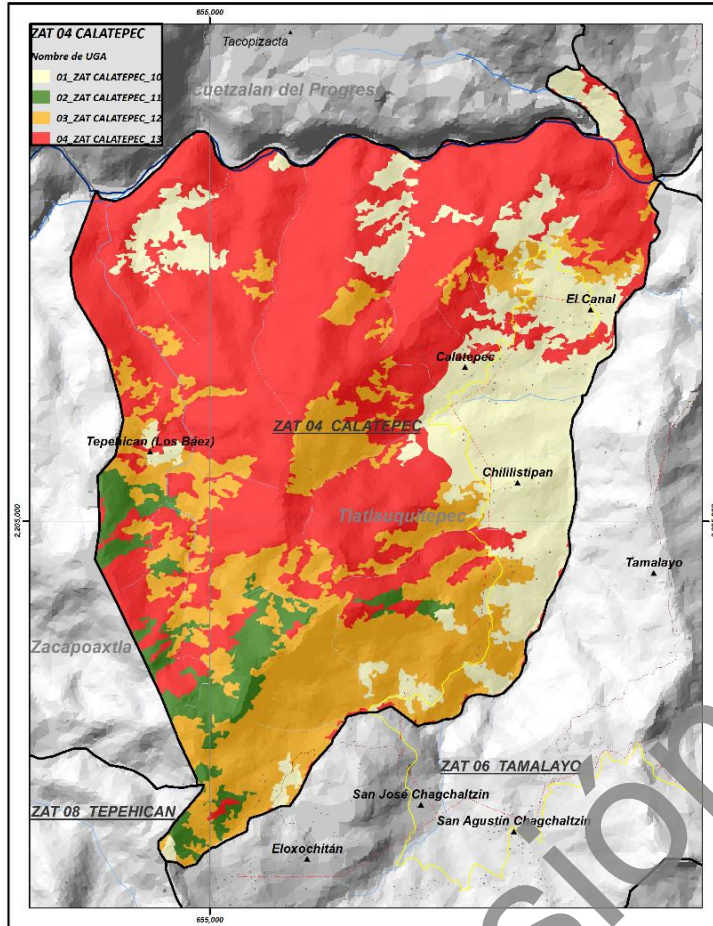 655,000
ZAT 04 CALATEPEC
Nombre de UGA
01_ZAT CALATEPEC_10
02_ZAT CALATEPEC_11
03_ZAT CALATEPEC_12
04_ZAT CALATEPEC_13
Tacopizacta
Cuetzalan del Progreso
El Canal
Calatepec
ZAT 04 CALATEPEC
Tepehican (Los Báez)
Chililistipan
Tlatlauquitepec
2,205,000
Tamalayo
Zacapoaxtla
ZAT 06 TAMALAYO
San José Chagchaltzin
ZAT 08 TEPEHICAN
San Agustín Chagchaltzin
Eloxochitán
sión
655,000